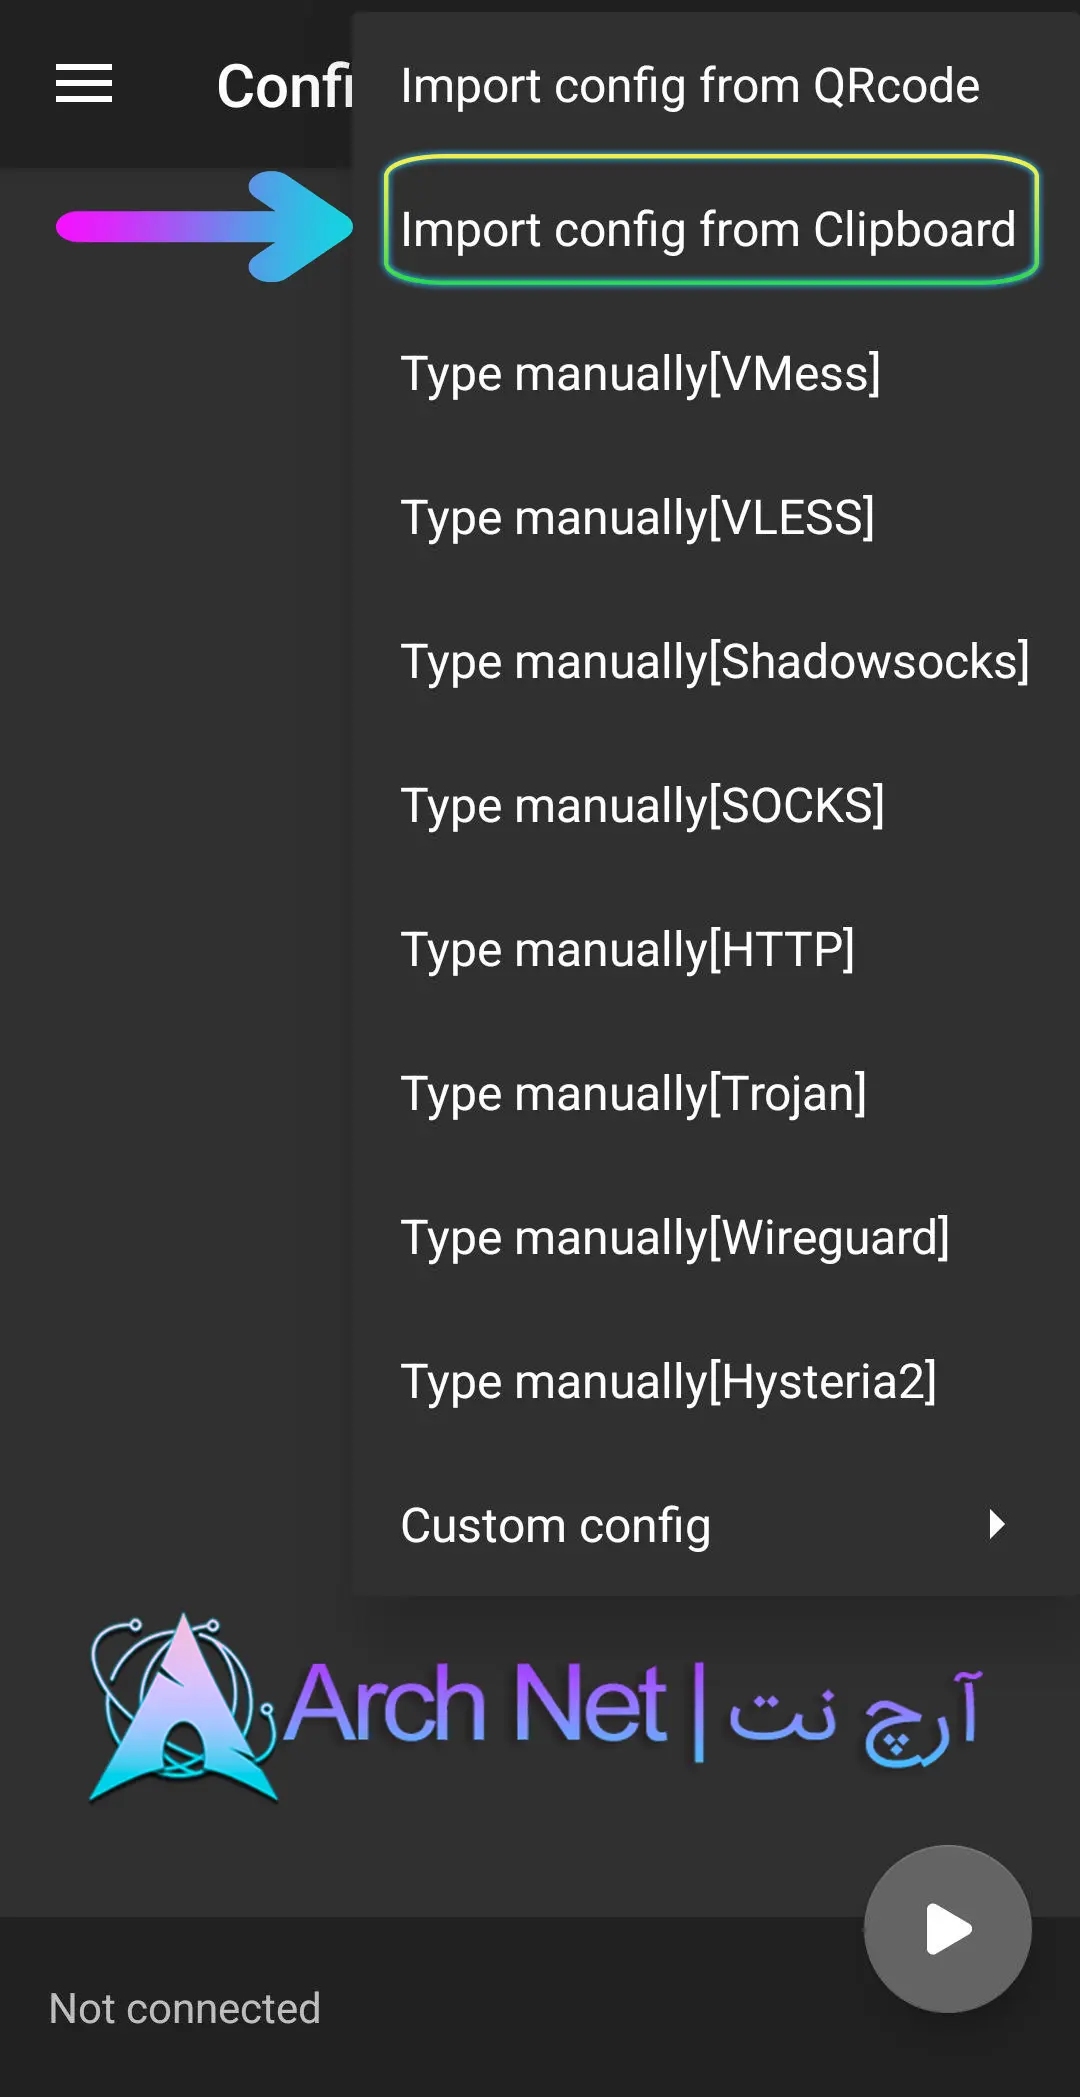 Confi
Import config from QRcode
Import config from Clipboard
Type manually[VMess]
Type manually[VLESS]
Type manually[Shadowsocks]
Type manually[SOCKS]
Type manually[HTTP]
Type manually[Trojan]
Type manually[Wireguard]
Type manually[Hysteria2]
Custom config
Arch Net | آرچ نت
Not connected